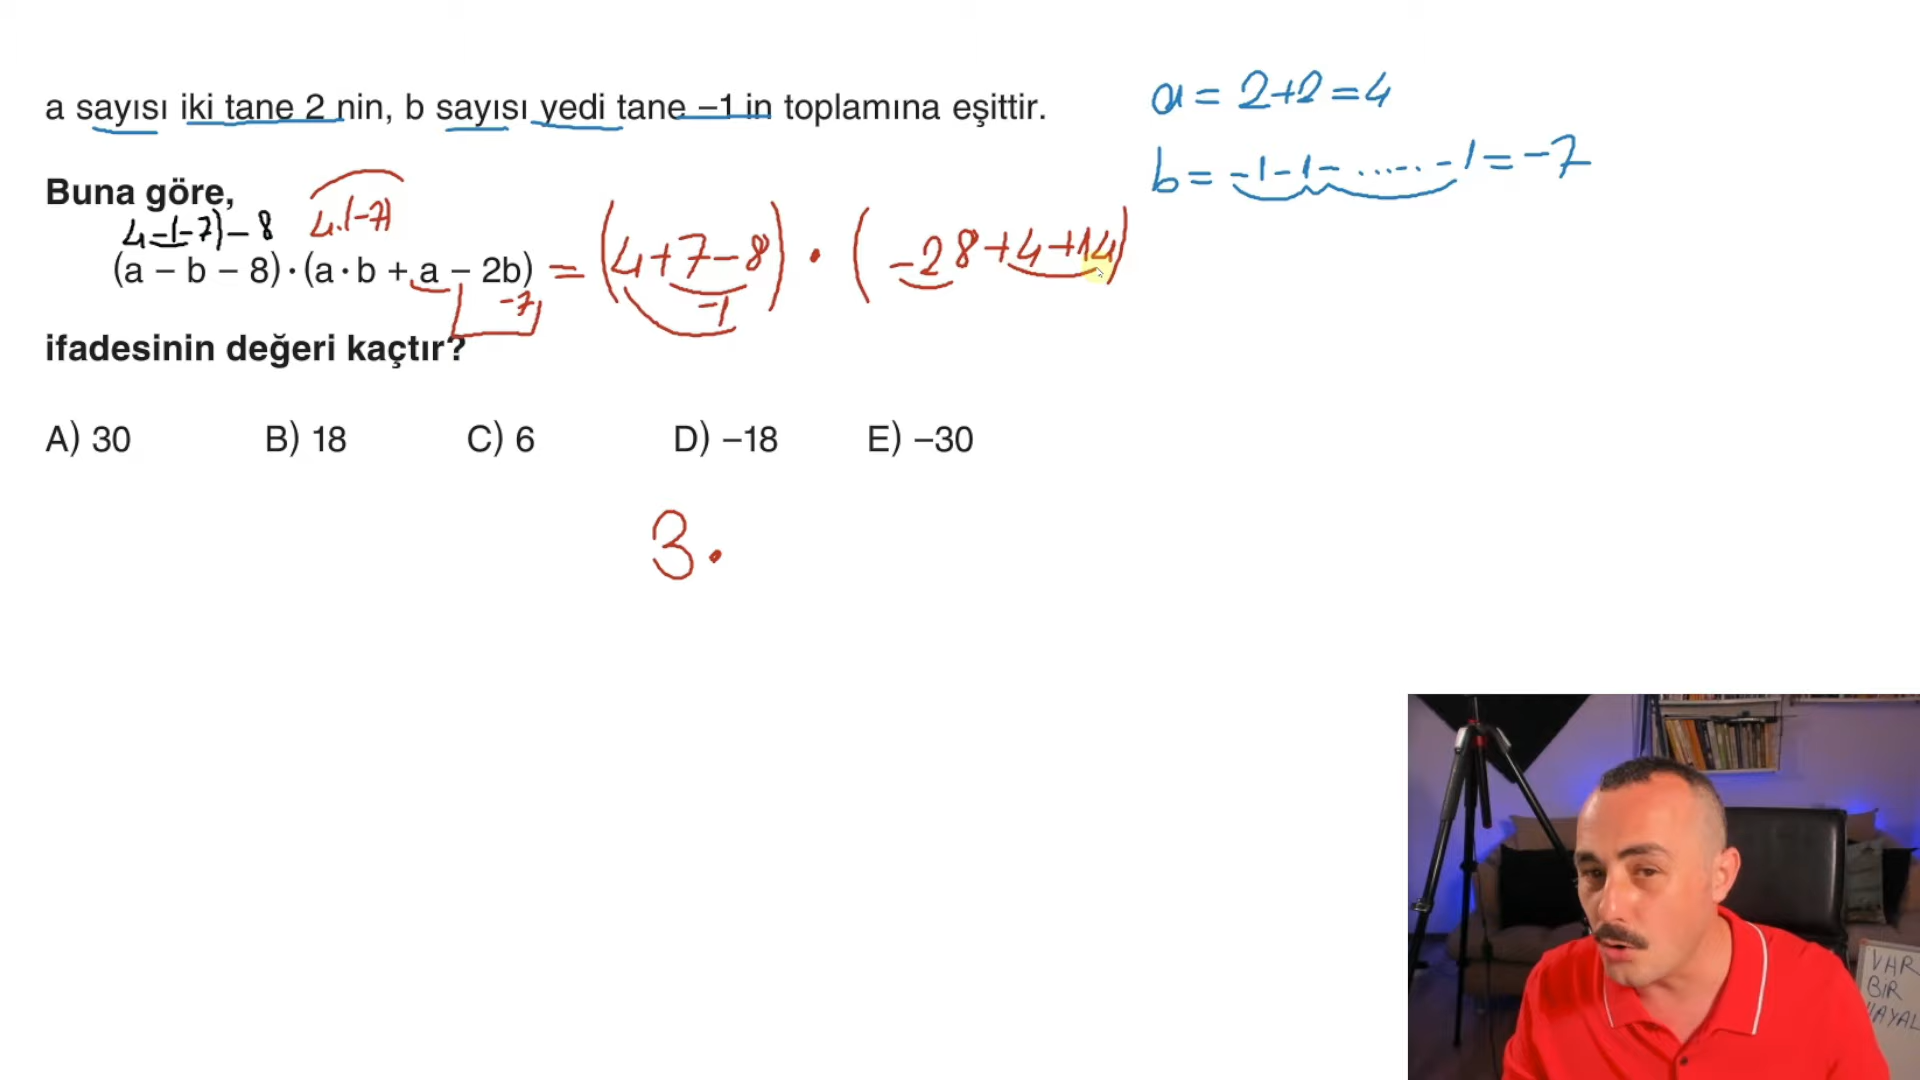 a sayısı iki tane 2 nin, b sayısı yedi tane –1 in toplamına eşittir.
a = 2+2 = 4
b = -1-1- ...... -1 = -7
Buna göre,
4-(-7)-8 4.(-7)
(a – b – 8) · (a · b + a – 2b) = (4+7-8) · (-28+4+14)
-7
-1
ifadesinin değeri kaçtır?
A) 30 B) 18 C) 6 D) –18 E) –30
3.
VAR
BİR
HAYAL